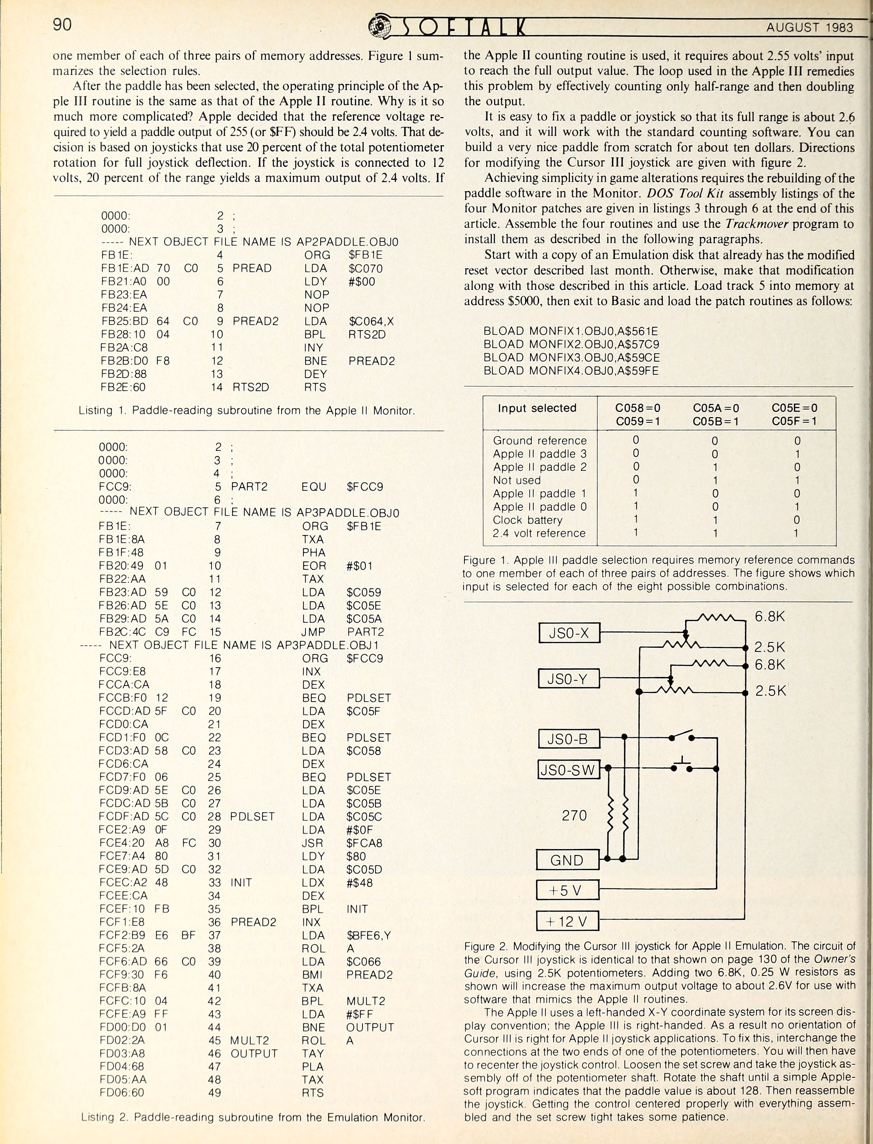 90
SOFTALK
AUGUST 1983
one member of each of three pairs of memory addresses. Figure 1 sum-
marizes the selection rules.
After the paddle has been selected, the operating principle of the Ap-
ple III routine is the same as that of the Apple II routine. Why is it so
much more complicated? Apple decided that the reference voltage re-
quired to yield a paddle output of 255 (or $FF) should be 2.4 volts. That de-
cision is based on joysticks that use 20 percent of the total potentiometer
rotation for full joystick deflection. If the joystick is connected to 12
volts, 20 percent of the range yields a maximum output of 2.4 volts. If
0000: 2 ;
0000: 3 ;
----- NEXT OBJECT FILE NAME IS AP2PADDLE.OBJ0
FB1E: 4 ORG $FB1E
FB1E:AD 70 C0 5 PREAD LDA $C070
FB21:A0 00 6 LDY #$00
FB23:EA 7 NOP
FB24:EA 8 NOP
FB25:BD 64 C0 9 PREAD2 LDA $C064,X
FB28:10 04 10 BPL RTS2D
FB2A:C8 11 INY
FB2B:D0 F8 12 BNE PREAD2
FB2D:88 13 DEY
FB2E:60 14 RTS2D RTS
Listing 1. Paddle-reading subroutine from the Apple II Monitor.
0000: 2 ;
0000: 3 ;
0000: 4 ;
FCC9: 5 PART2 EQU $FCC9
0000: 6 ;
----- NEXT OBJECT FILE NAME IS AP3PADDLE.OBJ0
FB1E: 7 ORG $FB1E
FB1E:8A 8 TXA
FB1F:48 9 PHA
FB20:49 01 10 EOR #$01
FB22:AA 11 TAX
FB23:AD 59 C0 12 LDA $C059
FB26:AD 5E C0 13 LDA $C05E
FB29:AD 5A C0 14 LDA $C05A
FB2C:4C C9 FC 15 JMP PART2
----- NEXT OBJECT FILE NAME IS AP3PADDLE.OBJ1
FCC9: 16 ORG $FCC9
FCC9:E8 17 INX
FCCA:CA 18 DEX
FCCB:F0 12 19 BEQ PDLSET
FCCD:AD 5F C0 20 LDA $C05F
FCD0:CA 21 DEX
FCD1:F0 0C 22 BEQ PDLSET
FCD3:AD 58 C0 23 LDA $C058
FCD6:CA 24 DEX
FCD7:F0 06 25 BEQ PDLSET
FCD9:AD 5E C0 26 LDA $C05E
FCDC:AD 5B C0 27 LDA $C05B
FCDF:AD 5C C0 28 PDLSET LDA $C05C
FCE2:A9 0F 29 LDA #$0F
FCE4:20 A8 FC 30 JSR $FCA8
FCE7:A4 80 31 LDY $80
FCE9:AD 5D C0 32 LDA $C05D
FCEC:A2 48 33 INIT LDX #$48
FCEE:CA 34 DEX
FCEF:10 FB 35 BPL INIT
FCF1:E8 36 PREAD2 INX
FCF2:B9 E6 BF 37 LDA $BFE6,Y
FCF5:2A 38 ROL A
FCF6:AD 66 C0 39 LDA $C066
FCF9:30 F6 40 BMI PREAD2
FCFB:8A 41 TXA
FCFC:10 04 42 BPL MULT2
FCFE:A9 FF 43 LDA #$FF
FD00:D0 01 44 BNE OUTPUT
FD02:2A 45 MULT2 ROL A
FD03:A8 46 OUTPUT TAY
FD04:68 47 PLA
FD05:AA 48 TAX
FD06:60 49 RTS
Listing 2. Paddle-reading subroutine from the Emulation Monitor.
the Apple II counting routine is used, it requires about 2.55 volts' input
to reach the full output value. The loop used in the Apple III remedies
this problem by effectively counting only half-range and then doubling
the output.
It is easy to fix a paddle or joystick so that its full range is about 2.6
volts, and it will work with the standard counting software. You can
build a very nice paddle from scratch for about ten dollars. Directions
for modifying the Cursor III joystick are given with figure 2.
Achieving simplicity in game alterations requires the rebuilding of the
paddle software in the Monitor. DOS Tool Kit assembly listings of the
four Monitor patches are given in listings 3 through 6 at the end of this
article. Assemble the four routines and use the Trackmover program to
install them as described in the following paragraphs.
Start with a copy of an Emulation disk that already has the modified
reset vector described last month. Otherwise, make that modification
along with those described in this article. Load track 5 into memory at
address $5000, then exit to Basic and load the patch routines as follows:
BLOAD MONFIX1.OBJ0,A$561E
BLOAD MONFIX2.OBJ0,A$57C9
BLOAD MONFIX3.OBJ0,A$59CE
BLOAD MONFIX4.OBJ0,A$59FE
Input selected C058=0 C05A=0 C05E=0
C059=1 C05B=1 C05F=1
Ground reference 0 0 0
Apple II paddle 3 0 0 1
Apple II paddle 2 0 1 0
Not used 0 1 1
Apple II paddle 1 1 0 0
Apple II paddle 0 1 0 1
Clock battery 1 1 0
2.4 volt reference 1 1 1
Figure 1. Apple III paddle selection requires memory reference commands
to one member of each of three pairs of addresses. The figure shows which
input is selected for each of the eight possible combinations.
6.8K
JS0-X
2.5K
6.8K
JS0-Y
2.5K
JS0-B
JS0-SW
270
GND
+5 V
+12 V
Figure 2. Modifying the Cursor III joystick for Apple II Emulation. The circuit of
the Cursor III joystick is identical to that shown on page 130 of the Owner's
Guide, using 2.5K potentiometers. Adding two 6.8K, 0.25 W resistors as
shown will increase the maximum output voltage to about 2.6V for use with
software that mimics the Apple II routines.
The Apple II uses a left-handed X-Y coordinate system for its screen dis-
play convention; the Apple III is right-handed. As a result no orientation of
Cursor III is right for Apple II joystick applications. To fix this, interchange the
connections at the two ends of one of the potentiometers. You will then have
to recenter the joystick control. Loosen the set screw and take the joystick as-
sembly off of the potentiometer shaft. Rotate the shaft until a simple Apple-
soft program indicates that the paddle value is about 128. Then reassemble
the joystick. Getting the control centered properly with everything assem-
bled and the set screw tight takes some patience.